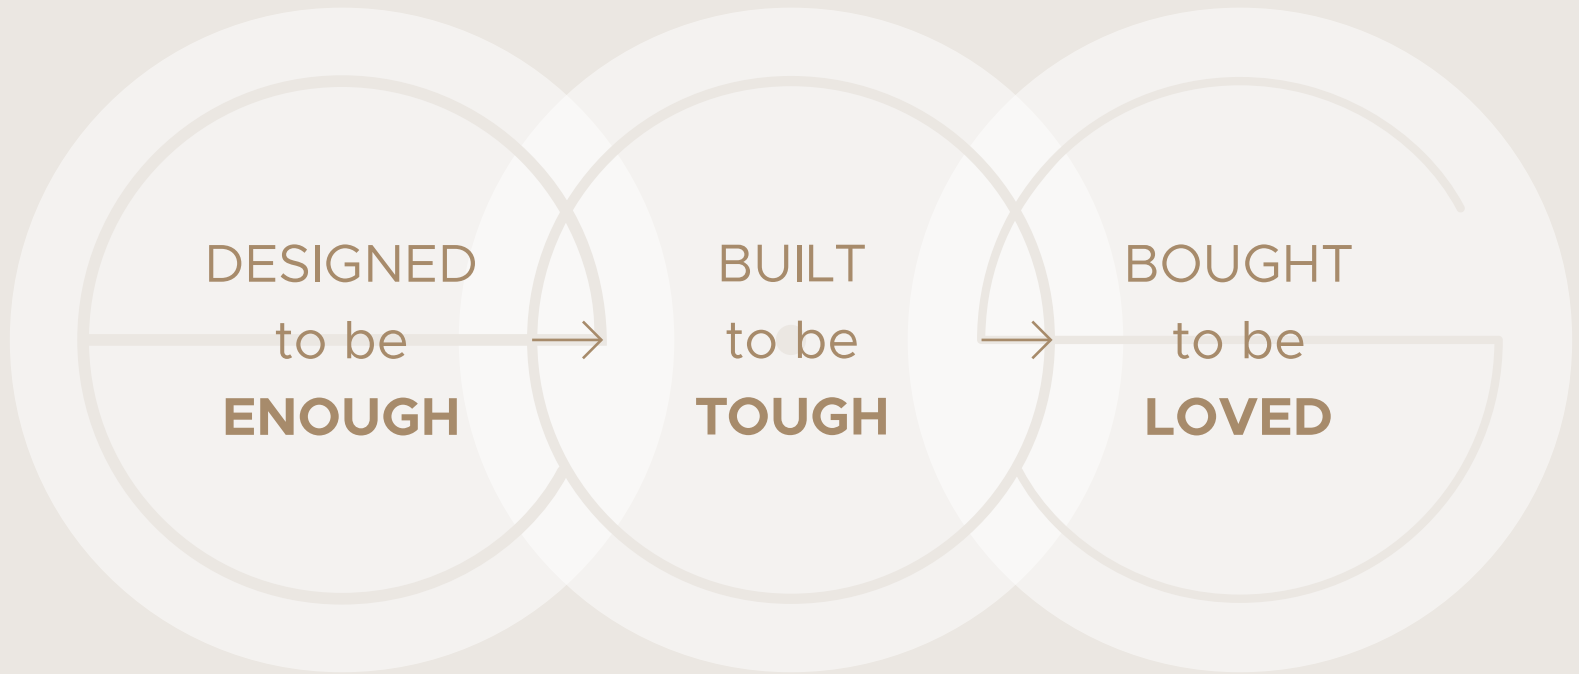 DESIGNED
to be
ENOUGH
BUILT
to be
TOUGH
BOUGHT
to be
LOVED